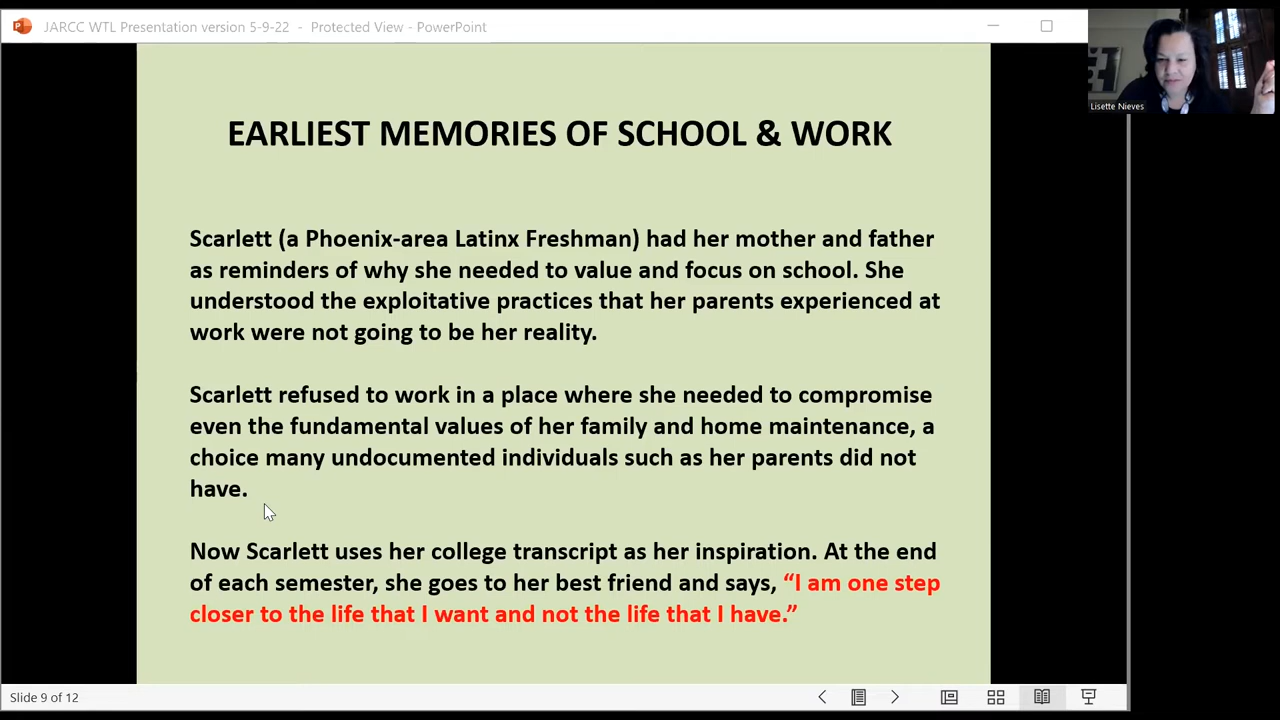 JARCC WTL Presentation version 5-9-22 - Protected View - PowerPoint
Lisette Nieves
EARLIEST MEMORIES OF SCHOOL & WORK
Scarlett (a Phoenix-area Latinx Freshman) had her mother and father
as reminders of why she needed to value and focus on school. She
understood the exploitative practices that her parents experienced at
work were not going to be her reality.
Scarlett refused to work in a place where she needed to compromise
even the fundamental values of her family and home maintenance, a
choice many undocumented individuals such as her parents did not
have.
Now Scarlett uses her college transcript as her inspiration. At the end
of each semester, she goes to her best friend and says, “I am one step
closer to the life that I want and not the life that I have.”
Slide 9 of 12